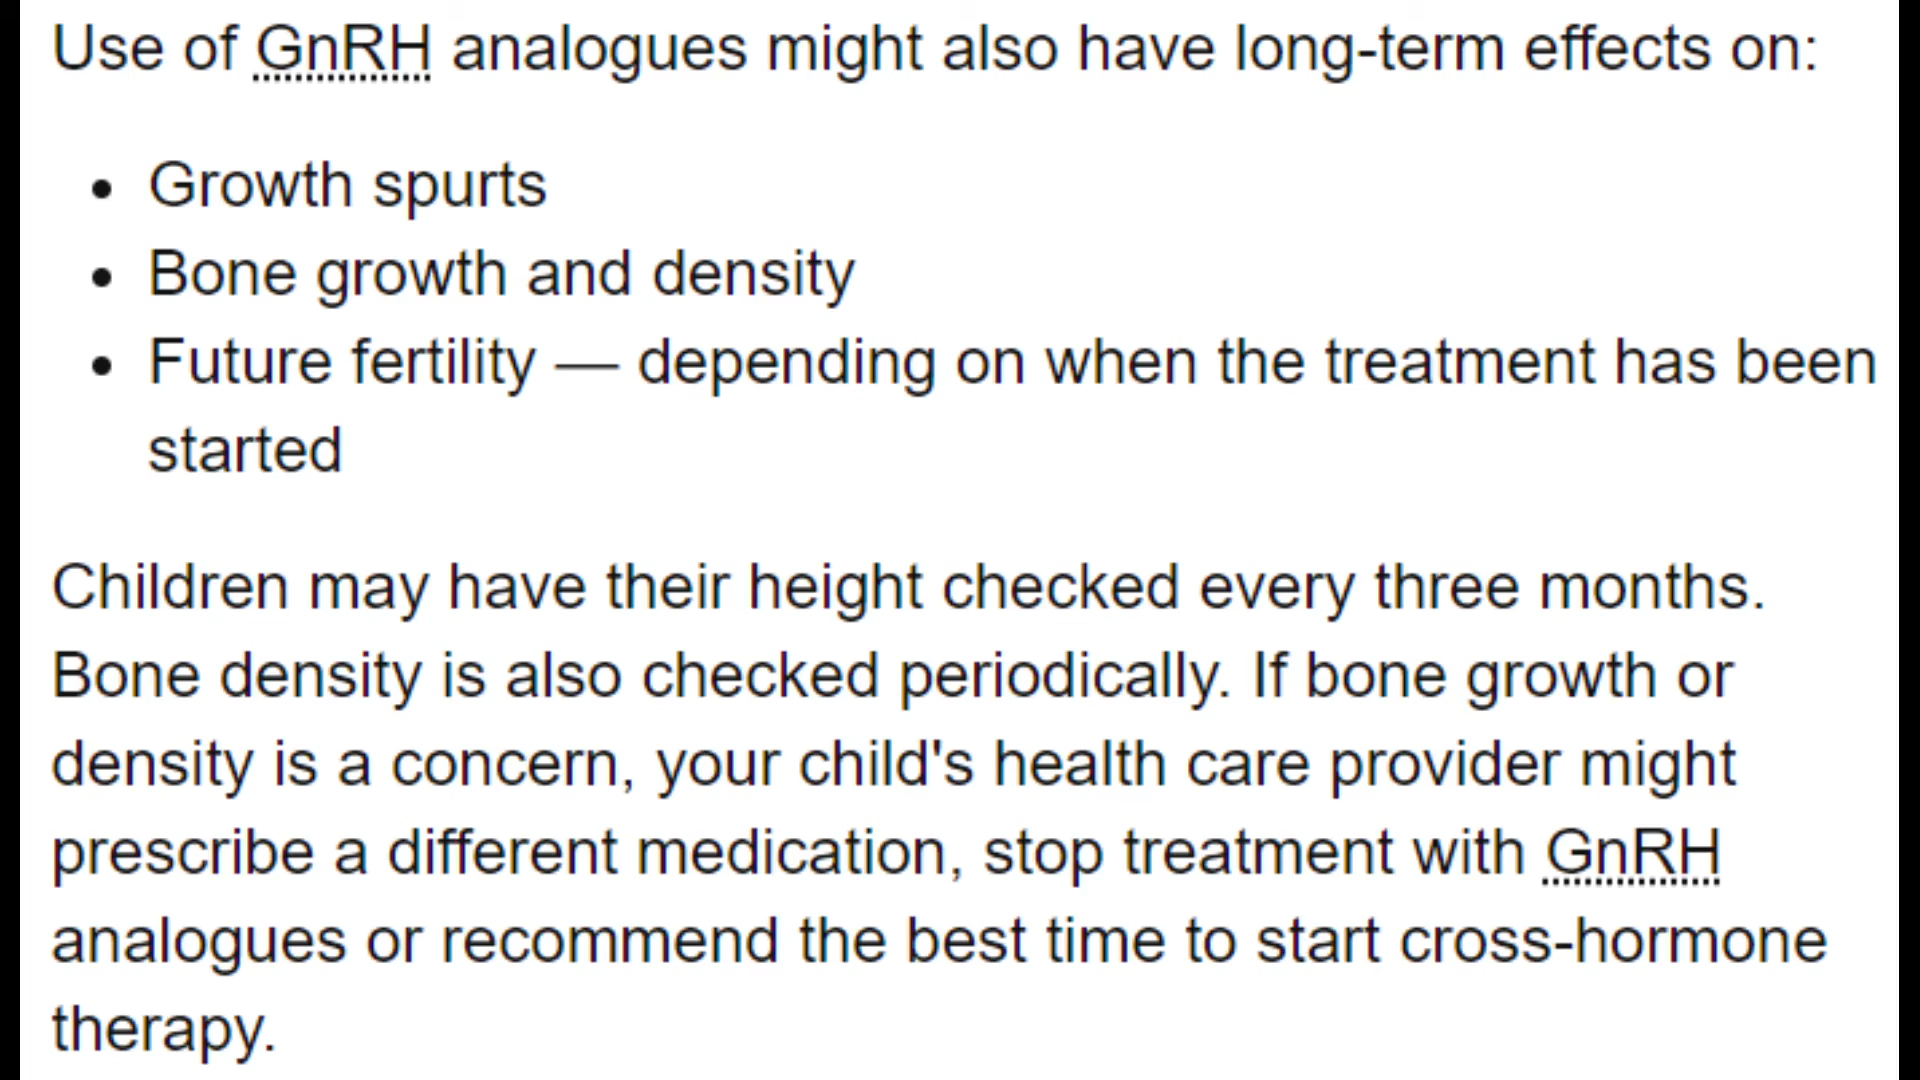 Use of GnRH analogues might also have long-term effects on:
• Growth spurts
• Bone growth and density
• Future fertility — depending on when the treatment has been
started
Children may have their height checked every three months.
Bone density is also checked periodically. If bone growth or
density is a concern, your child's health care provider might
prescribe a different medication, stop treatment with GnRH
analogues or recommend the best time to start cross-hormone
therapy.